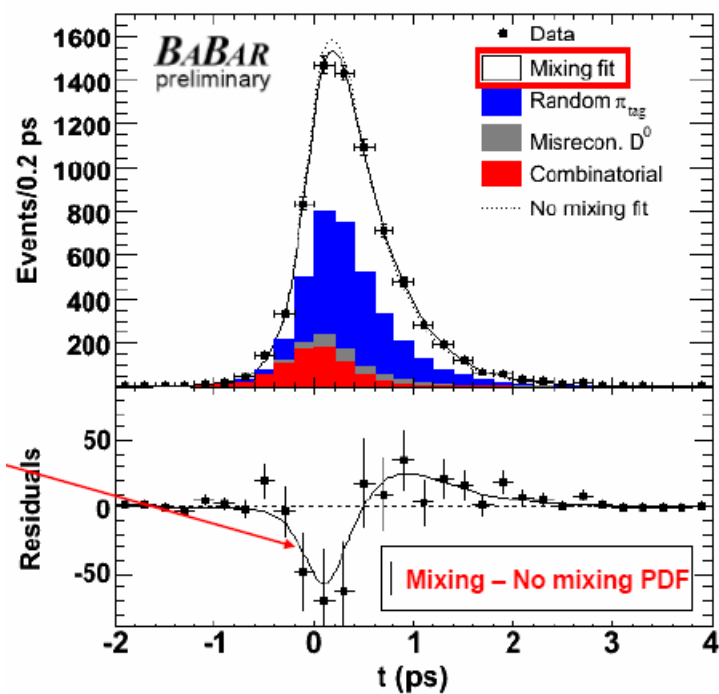 1600
1400
1200
1000
800
600
400
200
Events/0.2 ps
BABAR
preliminary
Data
Mixing fit
Random π_tag
Misrecon. D⁰
Combinatorial
No mixing fit
50
0
-50
Residuals
Mixing – No mixing PDF
-2 -1 0 1 2 3 4
t (ps)